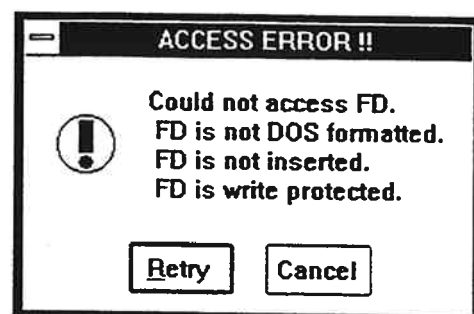 ACCESS ERROR !!
Could not access FD.
FD is not DOS formatted.
FD is not inserted.
FD is write protected.
Retry
Cancel